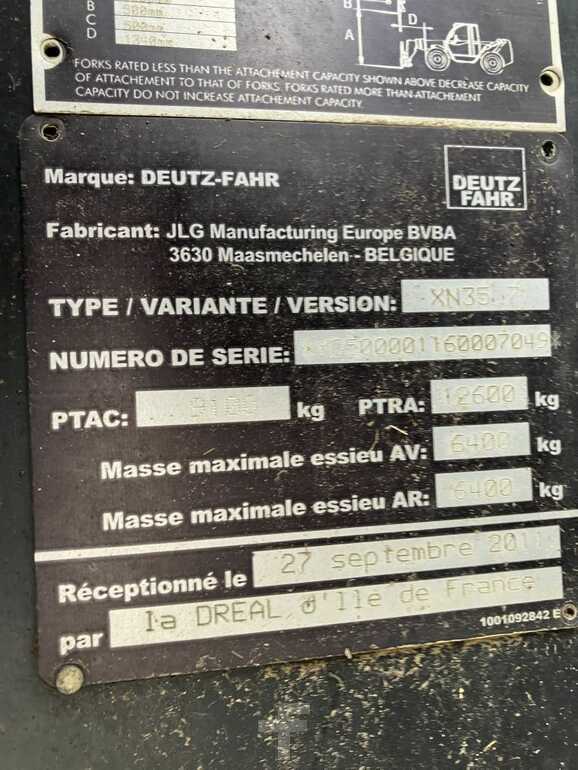 B 500mm
C 500mm
D 1340mm
B
A
FORKS RATED LESS THAN THE ATTACHEMENT CAPACITY SHOWN ABOVE DECREASE CAPACITY
OF ATTACHEMENT TO THAT OF FORKS. FORKS RATED MORE THAN ATTACHEMENT
CAPACITY DO NOT INCREASE ATTACHMENT CAPACITY.
Marque: DEUTZ-FAHR
DEUTZ
FAHR
Fabricant: JLG Manufacturing Europe BVBA
3630 Maasmechelen - BELGIQUE
TYPE / VARIANTE / VERSION: XN35.7
NUMERO DE SERIE:
PTAC: kg PTRA: 12600 kg
Masse maximale essieu AV: 6400 kg
Masse maximale essieu AR: 6400 kg
Réceptionné le 27 septembre 2011
par la DREAL d'Ile de France
1001092842 E